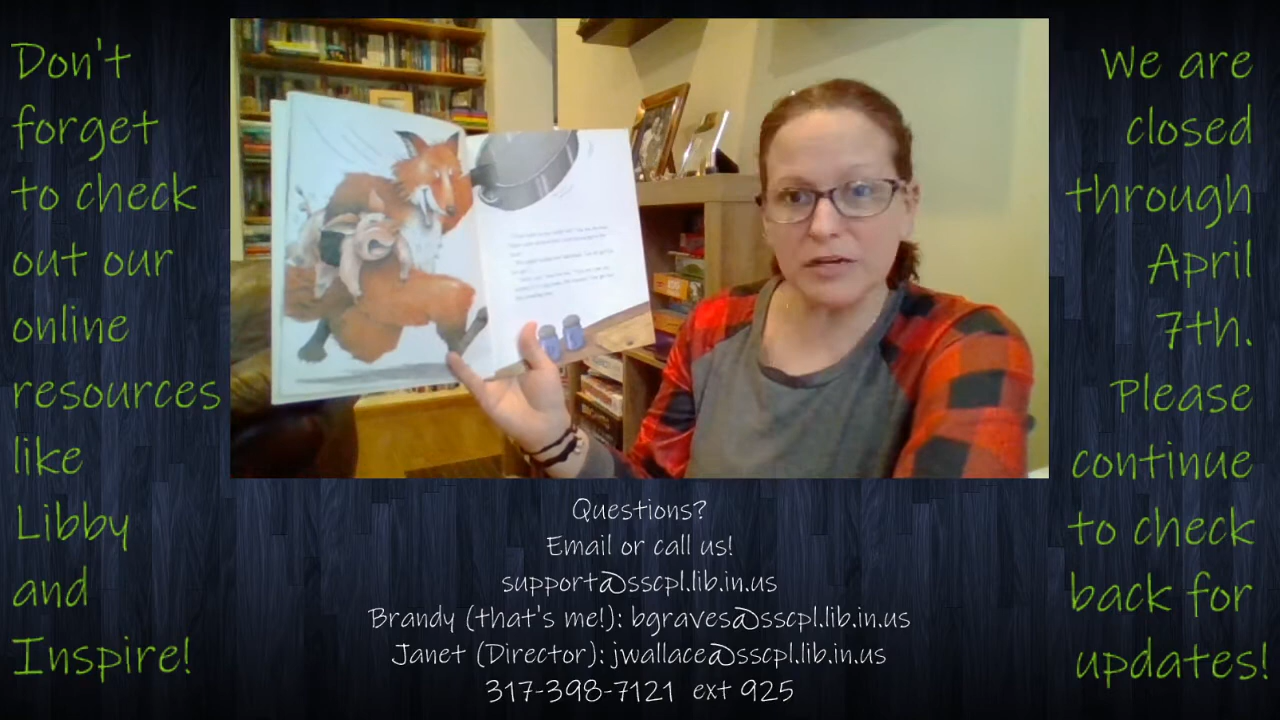 Don't
forget
to check
out our
online
resources
like
Libby
and
Inspire!
We are
closed
through
April
7th.
Please
continue
to check
back for
updates!
Questions?
Email or call us!
support@sscpl.lib.in.us
Brandy (that's me!): bgraves@sscpl.lib.in.us
Janet (Director): jwallace@sscpl.lib.in.us
317-398-7121 ext 925